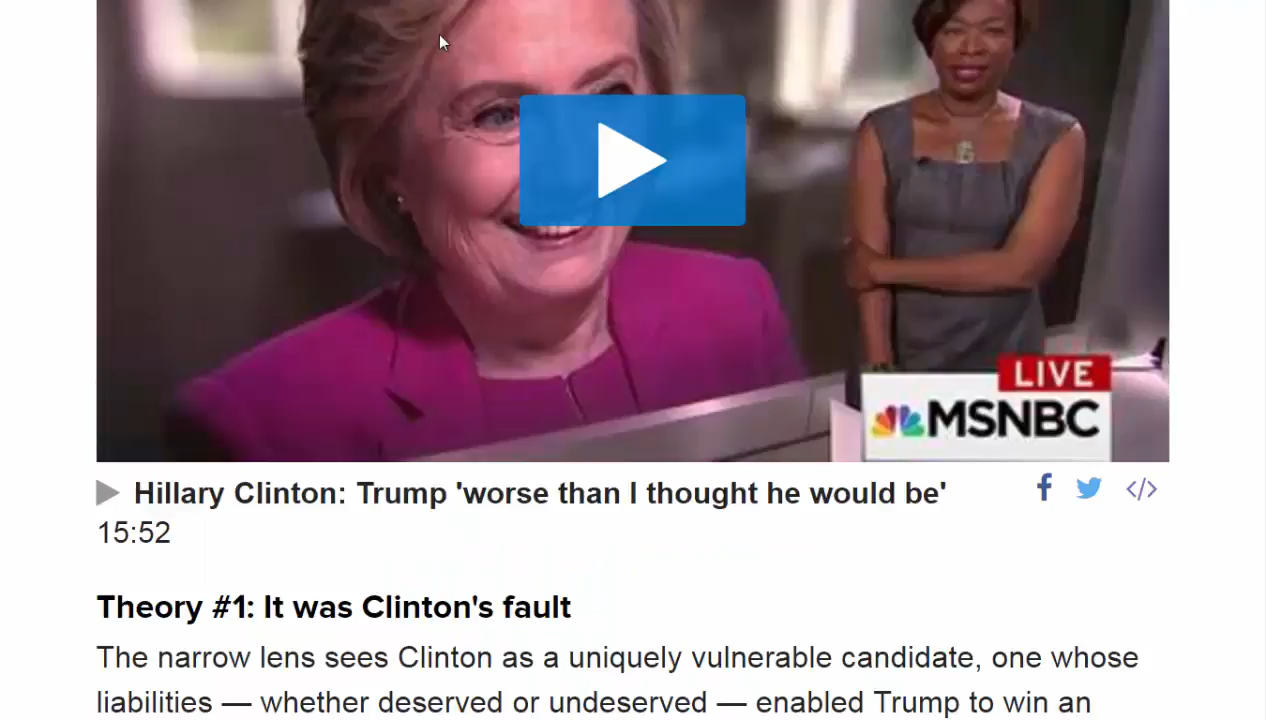 LIVE
MSNBC
Hillary Clinton: Trump 'worse than I thought he would be'
15:52
Theory #1: It was Clinton's fault
The narrow lens sees Clinton as a uniquely vulnerable candidate, one whose
liabilities — whether deserved or undeserved — enabled Trump to win an